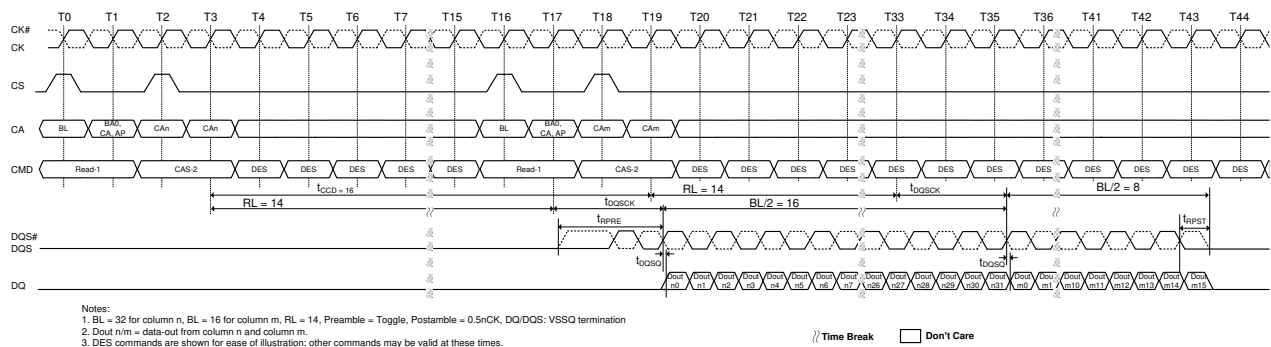 T0 T1 T2 T3 T4 T5 T6 T7 T15 T16 T17 T18 T19 T20 T21 T22 T23 T33 T34 T35 T36 T41 T42 T43 T44
CK#
CK
CS
CA BL BA0, CA, AP CAn CAn BL BA0, CA, AP CAm CAm
CMD Read-1 CAS-2 DES DES DES DES DES Read-1 CAS-2 DES DES DES DES DES DES DES DES DES DES DES DES
tCCD = 16 RL = 14 tDQSCK BL/2 = 8
RL = 14 tDQSCK BL/2 = 16
tRPRE tRPST
DQS#
DQS
tDQSQ tDQSQ
DQ Dout n0 Dout n1 Dout n2 Dout n3 Dout n4 Dout n5 Dout n6 Dout n7 Dout n26 Dout n27 Dout n28 Dout n29 Dout n30 Dout n31 Dout m0 Dout m1 Dout m10 Dout m11 Dout m12 Dout m13 Dout m14 Dout m15
Notes:
1. BL = 32 for column n, BL = 16 for column m, RL = 14, Preamble = Toggle, Postamble = 0.5nCK, DQ/DQS: VSSQ termination
2. Dout n/m = data-out from column n and column m.
3. DES commands are shown for ease of illustration; other commands may be valid at these times.
Time Break Don't Care